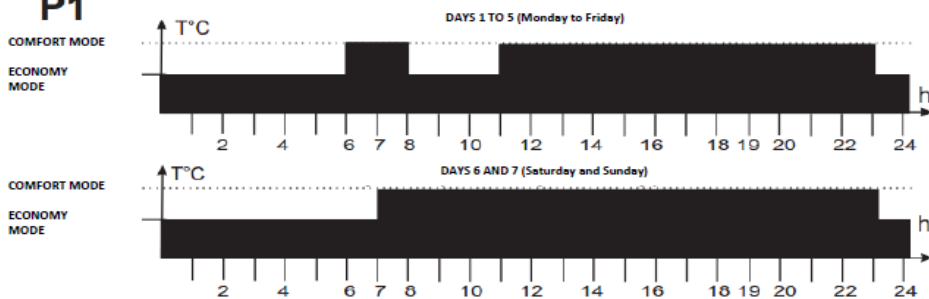 P1
DAYS 1 TO 5 (Monday to Friday)
T°C
COMFORT MODE
ECONOMY
MODE
h
2 4 6 7 8 10 12 14 16 18 19 20 22 24
DAYS 6 AND 7 (Saturday and Sunday)
T°C
COMFORT MODE
ECONOMY
MODE
h
2 4 6 7 8 10 12 14 16 18 19 20 22 24